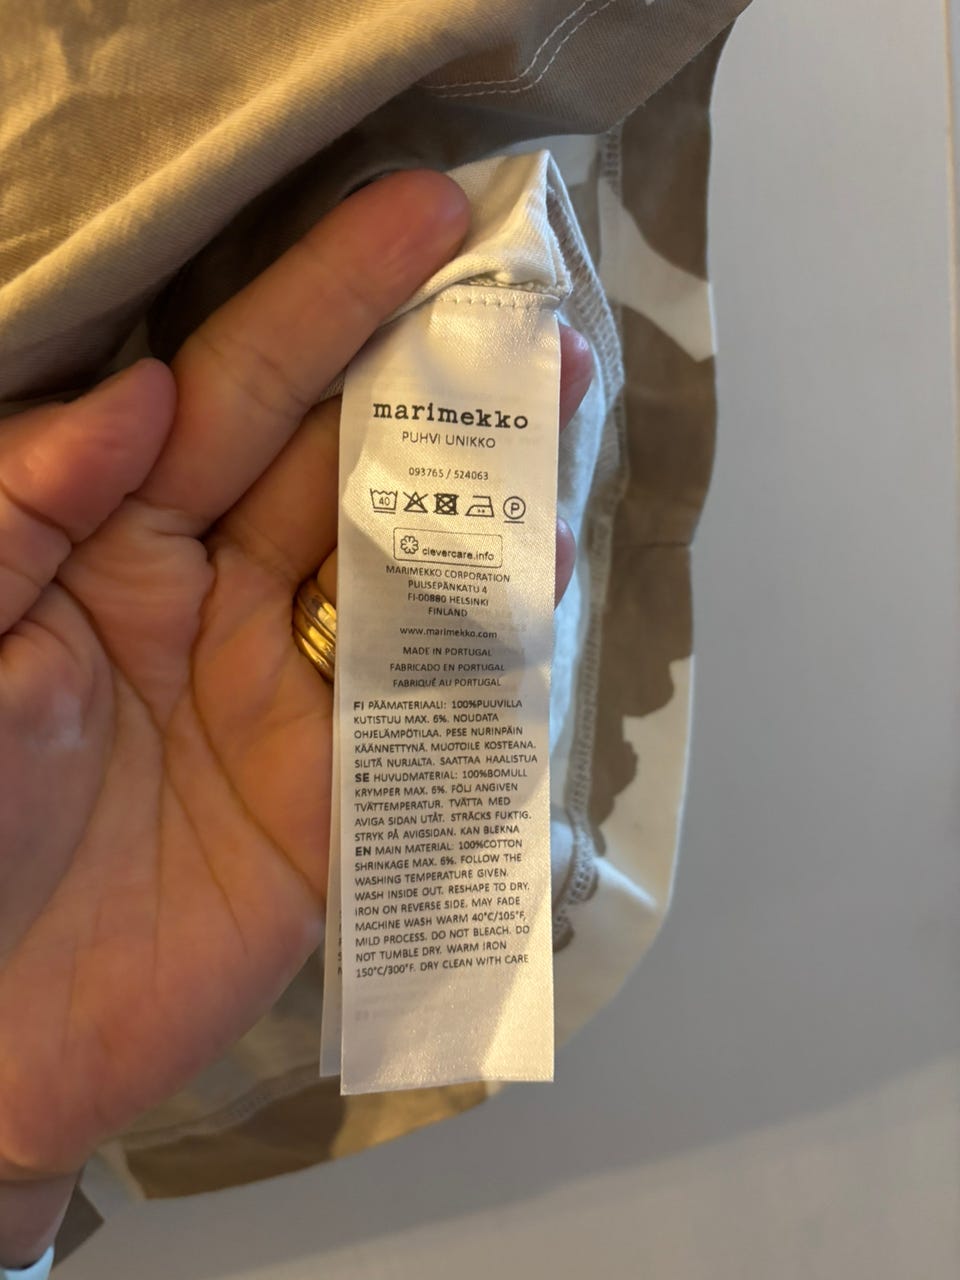 marimekko
PUHVI UNIKKO
093765 / 524063
40 P
clevercare.info
MARIMEKKO CORPORATION
PUUSEPÄNKATU 4
FI-00880 HELSINKI
FINLAND
www.marimekko.com
MADE IN PORTUGAL
FABRICADO EN PORTUGAL
FABRIQUÉ AU PORTUGAL
FI PÄÄMATERIAALI: 100%PUUVILLA
KUTISTUU MAX. 6%. NOUDATA
OHJELÄMPÖTILAA. PESE NURINPÄIN
KÄÄNNETTYNÄ. MUOTOILE KOSTEANA.
SILITÄ NURJALTA. SAATTAA HAALISTUA
SE HUVUDMATERIAL: 100%BOMULL
KRYMPER MAX. 6%. FÖLJ ANGIVEN
TVÄTTEMPERATUR. TVÄTTA MED
AVIGA SIDAN UTÅT. STRÄCKS FUKTIG.
STRYK PÅ AVIGSIDAN. KAN BLEKNA
EN MAIN MATERIAL: 100%COTTON
SHRINKAGE MAX. 6%. FOLLOW THE
WASHING TEMPERATURE GIVEN.
WASH INSIDE OUT. RESHAPE TO DRY.
IRON ON REVERSE SIDE. MAY FADE
MACHINE WASH WARM 40°C/105°F,
MILD PROCESS. DO NOT BLEACH. DO
NOT TUMBLE DRY. WARM IRON
150°C/300°F. DRY CLEAN WITH CARE